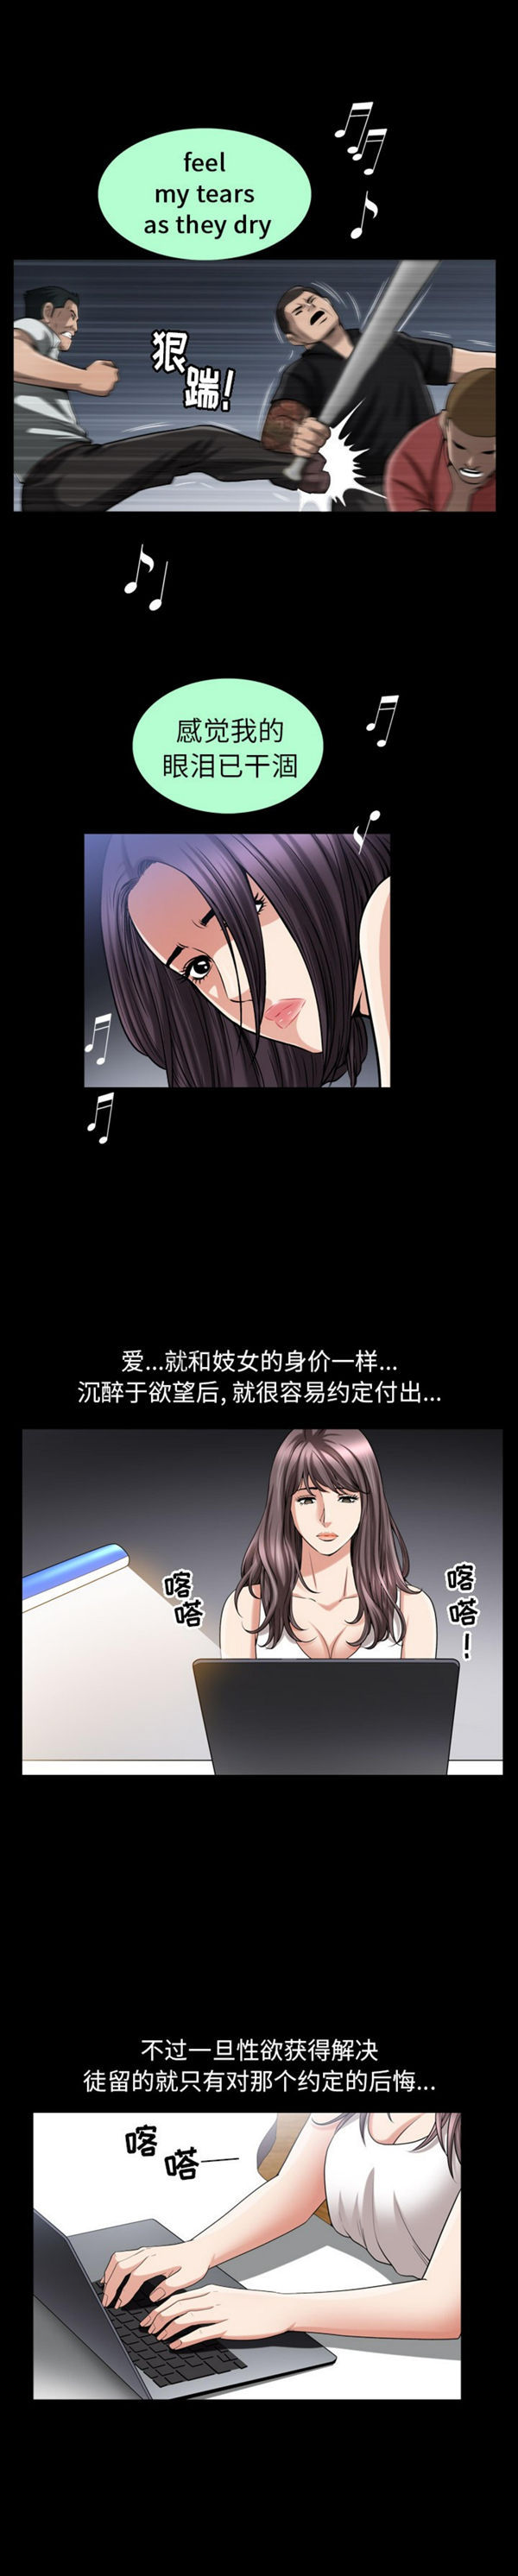 feel
my tears
as they dry
狠
踹!
感觉我的
眼泪已干涸
爱...就和妓女的身价一样...
沉醉于欲望后, 就很容易约定付出...
喀
嗒
喀
嗒!
不过一旦性欲获得解决
徒留的就只有对那个约定的后悔...
喀
嗒—